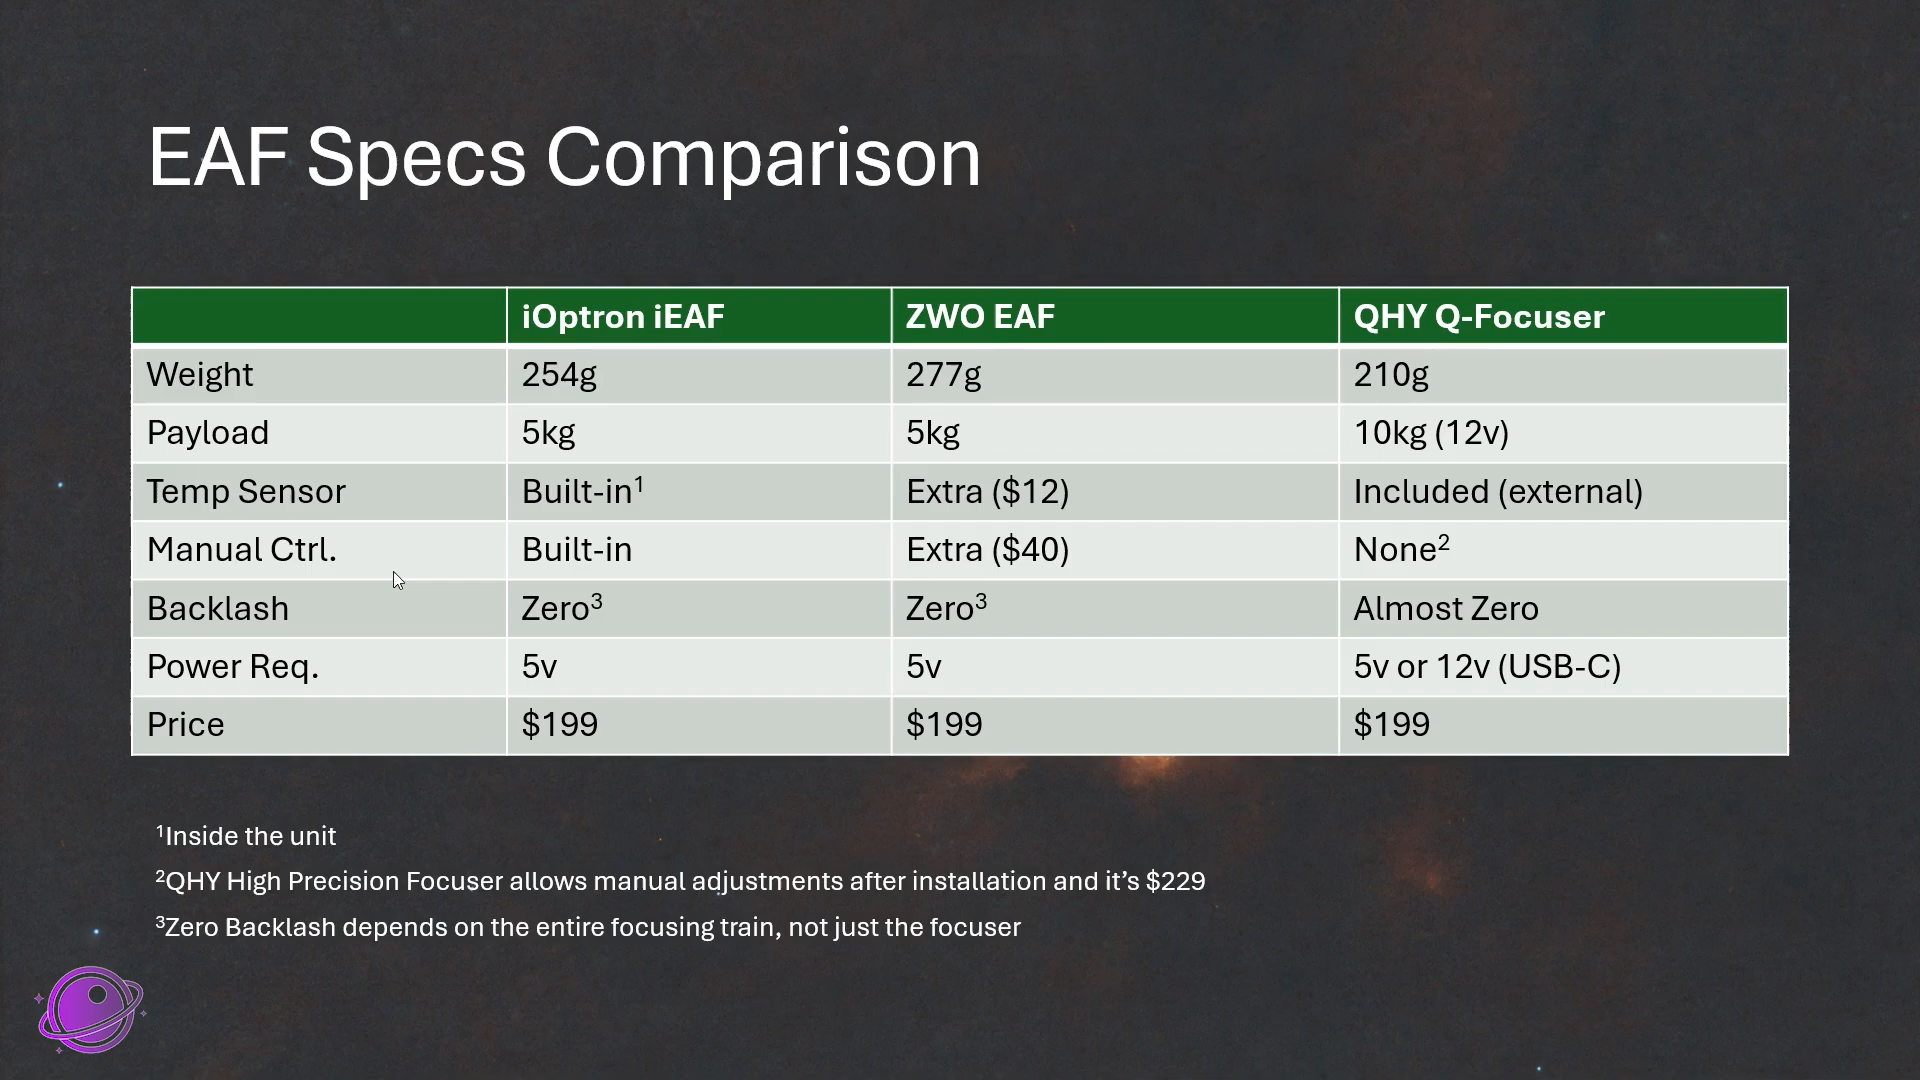 EAF Specs Comparison
iOptron iEAF ZWO EAF QHY Q-Focuser
Weight 254g 277g 210g
Payload 5kg 5kg 10kg (12v)
Temp Sensor Built-in¹ Extra ($12) Included (external)
Manual Ctrl. Built-in Extra ($40) None²
Backlash Zero³ Zero³ Almost Zero
Power Req. 5v 5v 5v or 12v (USB-C)
Price $199 $199 $199
¹Inside the unit
²QHY High Precision Focuser allows manual adjustments after installation and it’s $229
³Zero Backlash depends on the entire focusing train, not just the focuser